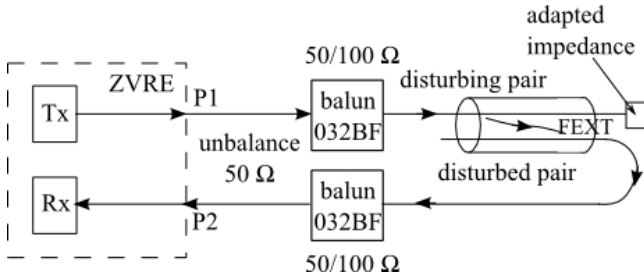 adapted
impedance
50/100 Ω
ZVRE
disturbing pair
Tx
P1
balun
032BF
FEXT
unbalance
50 Ω
disturbed pair
Rx
P2
balun
032BF
50/100 Ω